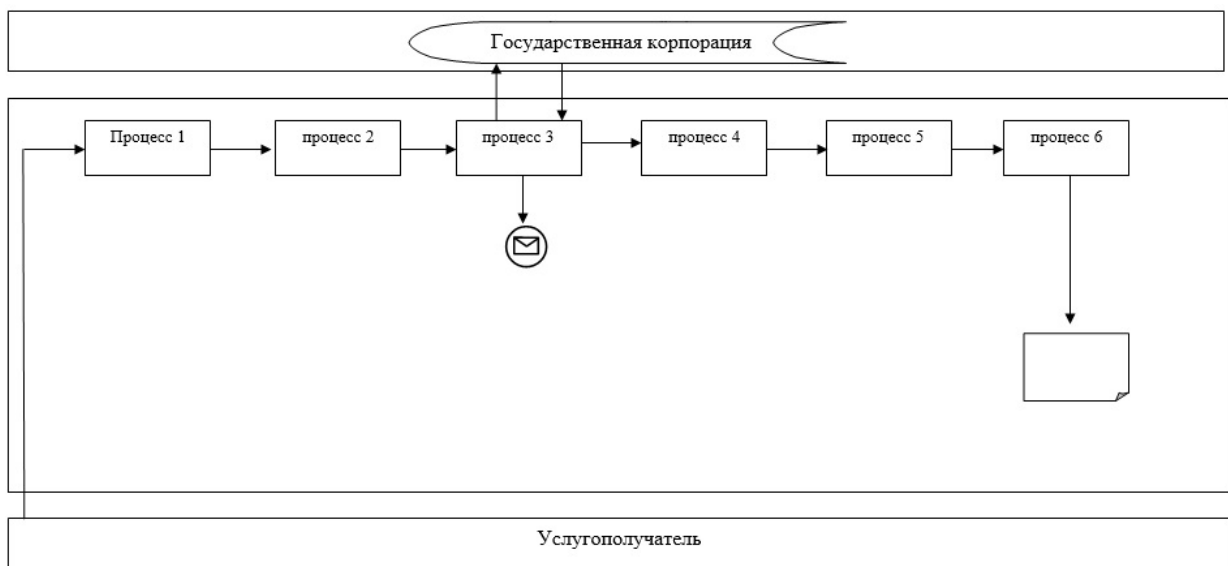 Государственная корпорация
Процесс 1
процесс 2
процесс 3
процесс 4
процесс 5
процесс 6
Услугополучатель